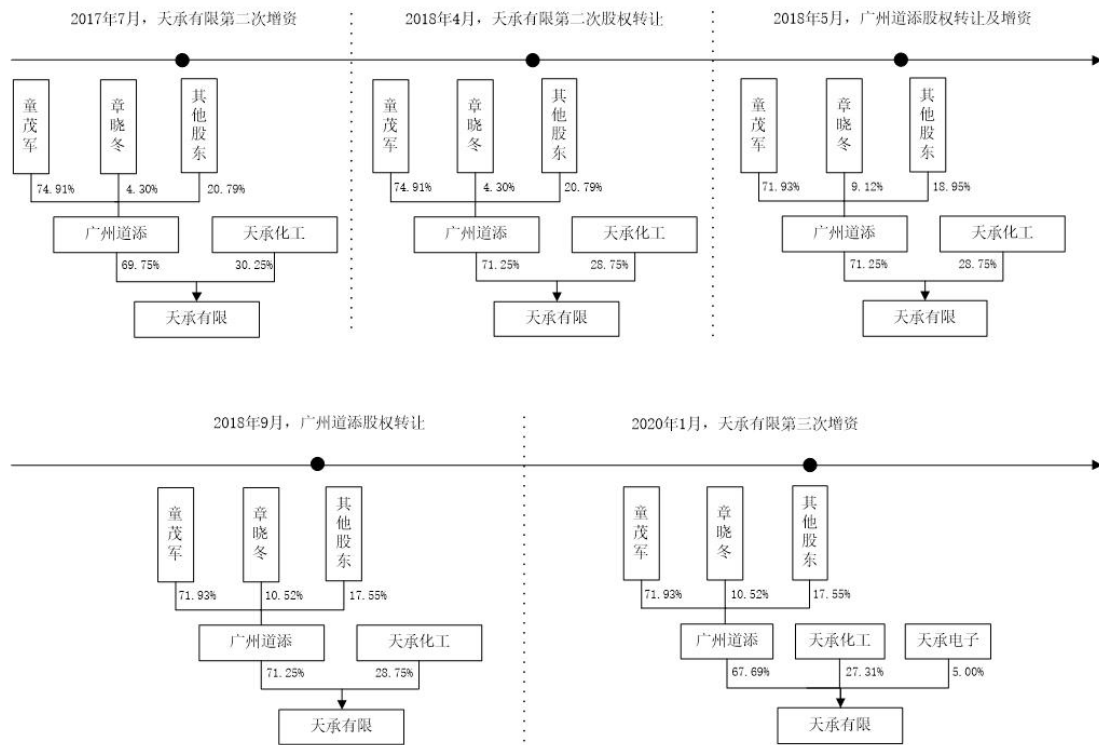 2017年7月，天承有限第二次增资
2018年4月，天承有限第二次股权转让
2018年5月，广州道添股权转让及增资
童茂军
章晓冬
其他股东
童茂军
章晓冬
其他股东
童茂军
章晓冬
其他股东
74.91%
4.30%
20.79%
74.91%
4.30%
20.79%
71.93%
9.12%
18.95%
广州道添
天承化工
广州道添
天承化工
广州道添
天承化工
69.75%
30.25%
71.25%
28.75%
71.25%
28.75%
天承有限
天承有限
天承有限
2018年9月，广州道添股权转让
2020年1月，天承有限第三次增资
童茂军
章晓冬
其他股东
童茂军
章晓冬
其他股东
71.93%
10.52%
17.55%
71.93%
10.52%
17.55%
广州道添
天承化工
广州道添
天承化工
天承电子
71.25%
28.75%
67.69%
27.31%
5.00%
天承有限
天承有限